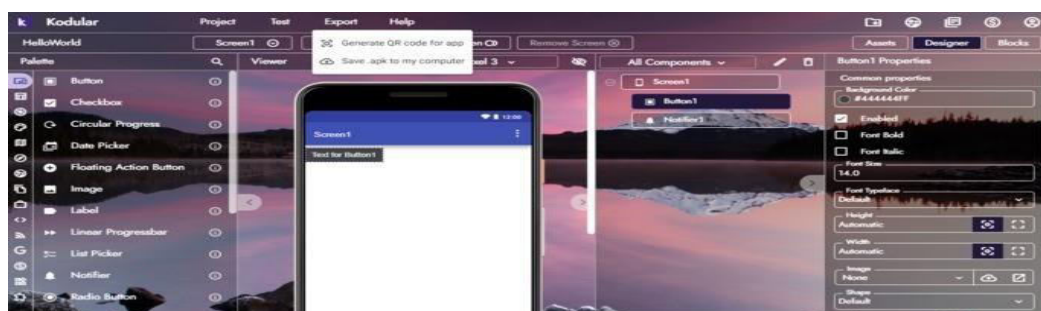 Kodular Project Test Export Help
HelloWorld Screen1 Generate QR code for app Remove Screen Assets Designer Blocks
Palette Viewer Save .apk to my computer All Components Button1 Properties
Button Screen1 Common properties
Background Color
#444444FF
Checkbox Button1
Circular Progress 12:00 Notifier1 Enabled
Date Picker Screen1 Font Bold
Floating Action Button Text for Button1 Font Italic
Font Size
14.0
Image Font Typeface
Default
Label Height
Automatic
Linear Progressbar Width
Automatic
List Picker Image
Notifier None
Radio Button Shape
Default